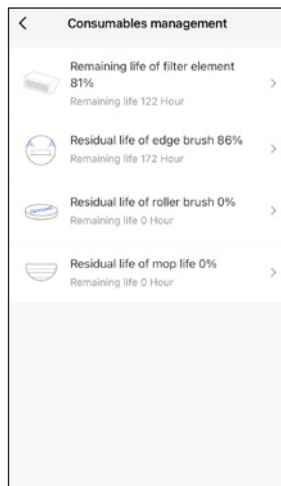 Consumables management
Remaining life of filter element
81%
Remaining life 122 Hour
Residual life of edge brush 86%
Remaining life 172 Hour
Residual life of roller brush 0%
Remaining life 0 Hour
Residual life of mop life 0%
Remaining life 0 Hour